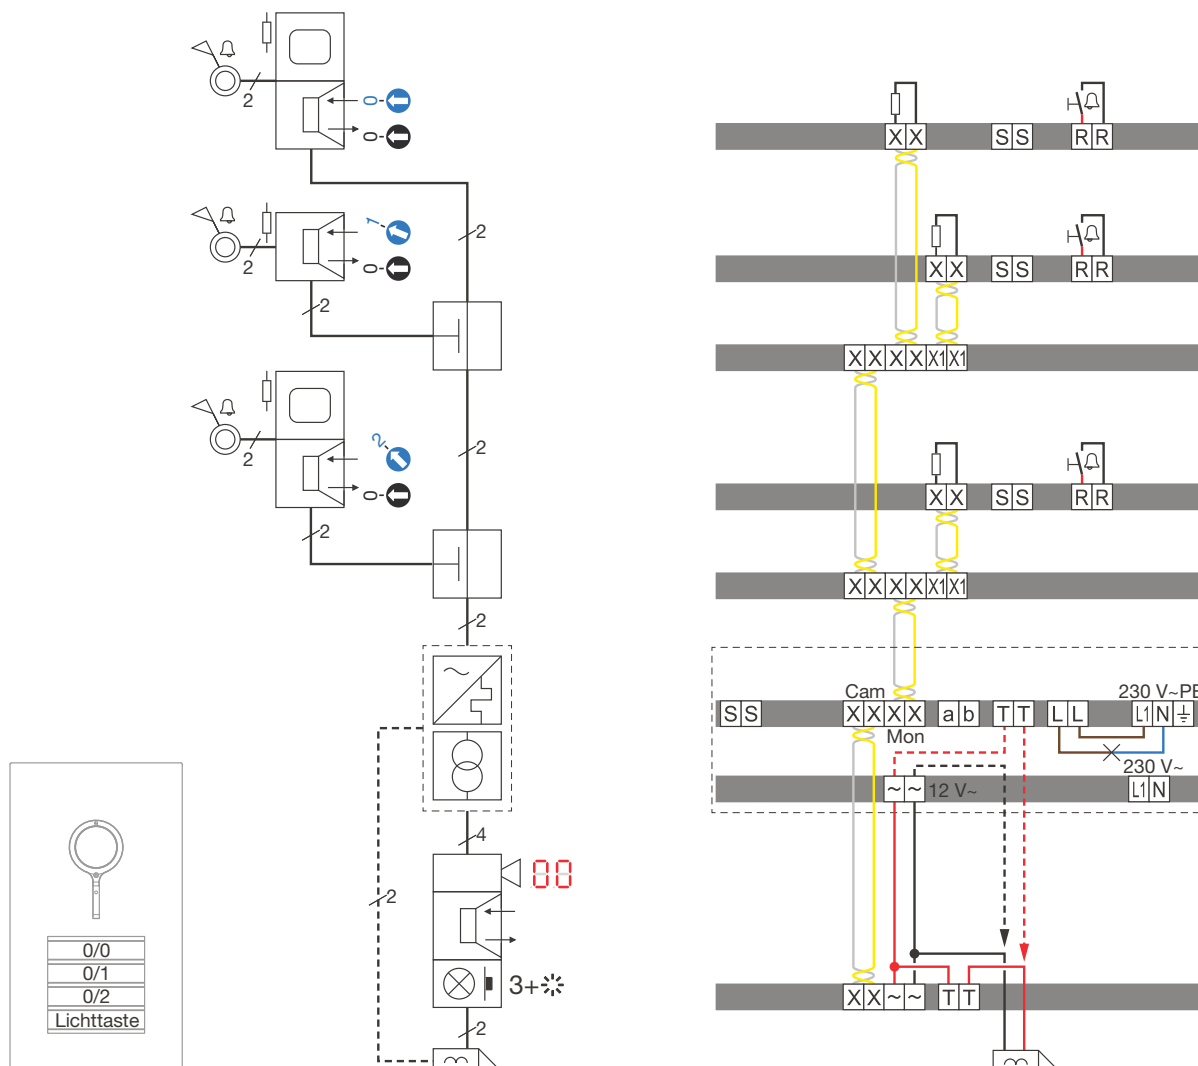 2
0
0
X X
S S
R R
2
1
0
2
2
X X
S S
R R
2
X X X X X1 X1
2
2
0
2
2
X X
S S
R R
X X X X X1 X1
2
Cam
230 V~PE
S S
X X X X
a b
T T
L L
L1 N
Mon
230 V~
~ ~
12 V~
L1 N
4
00
2
0/0
0/1
0/2
Lichttaste
3+
X X ~ ~
T T
2